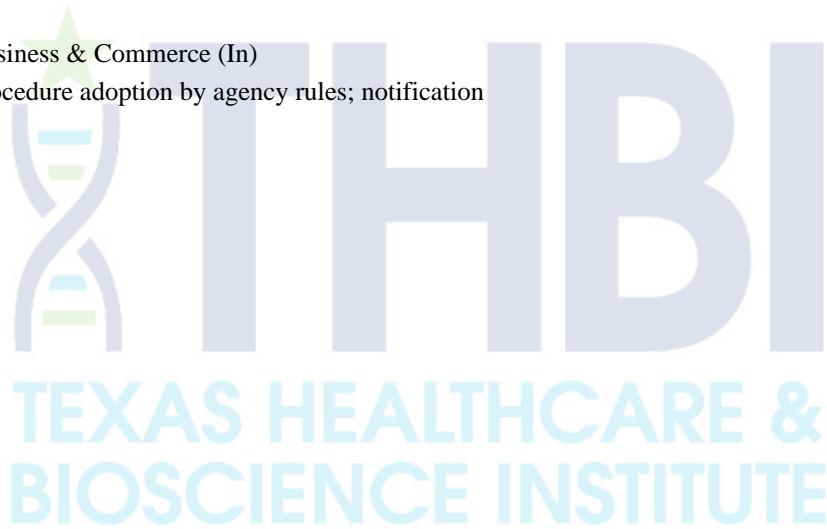 siness & Commerce (In)
ocedure adoption by agency rules; notification
THBI
TEXAS HEALTHCARE &
BIOSCIENCE INSTITUTE